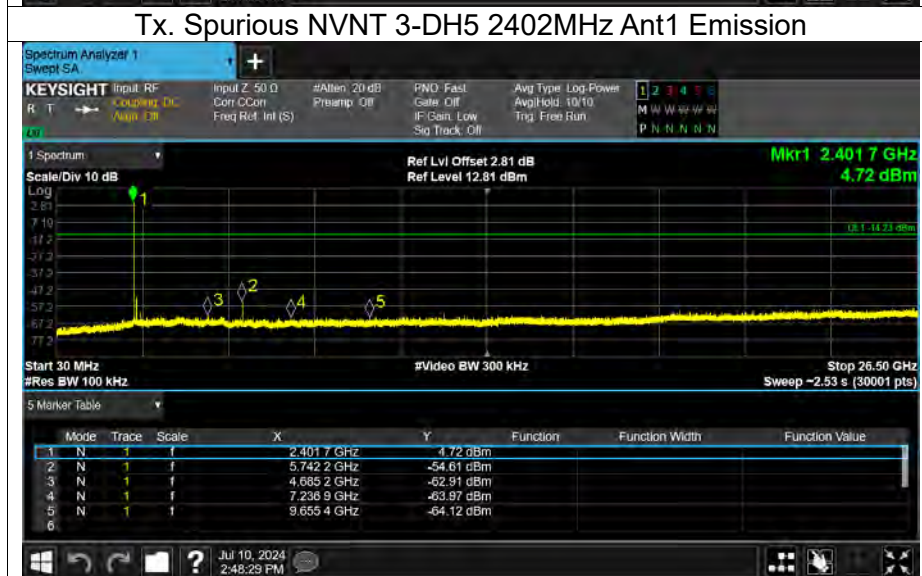 Tx. Spurious NVNT 3-DH5 2402MHz Ant1 Emission
Spectrum Analyzer 1
Swept SA
+
KEYSIGHT Input: RF
R T
Coupling: DC
Align: Off
LXI
Input Z: 50 Ω
Corr CCorr
Freq Ref: Int (S)
#Atten: 20 dB
Preamp: Off
PNO: Fast
Gate: Off
IF Gain: Low
Sig Track: Off
Avg Type: Log-Power
Avg|Hold: 10/10
Trig: Free Run
1 2 3 4 5 6
M W W W W W
P N N N N N
1 Spectrum
Scale/Div 10 dB
Ref Lvl Offset 2.81 dB
Ref Level 12.81 dBm
Mkr1 2.401 7 GHz
4.72 dBm
Log
2.81
-7.19
-17.2
-27.2
-37.2
-47.2
-57.2
-67.2
-77.2
DL1 -14.23 dBm
1
2
3
4
5
Start 30 MHz
#Video BW 300 kHz
Stop 26.50 GHz
#Res BW 100 kHz
Sweep ~2.53 s (30001 pts)
5 Marker Table
Mode Trace Scale X Y Function Function Width Function Value
1 N 1 f 2.401 7 GHz 4.72 dBm
2 N 1 f 5.742 2 GHz -54.61 dBm
3 N 1 f 4.685 2 GHz -62.91 dBm
4 N 1 f 7.236 9 GHz -63.97 dBm
5 N 1 f 9.655 4 GHz -64.12 dBm
6
?
Jul 10, 2024
2:48:29 PM